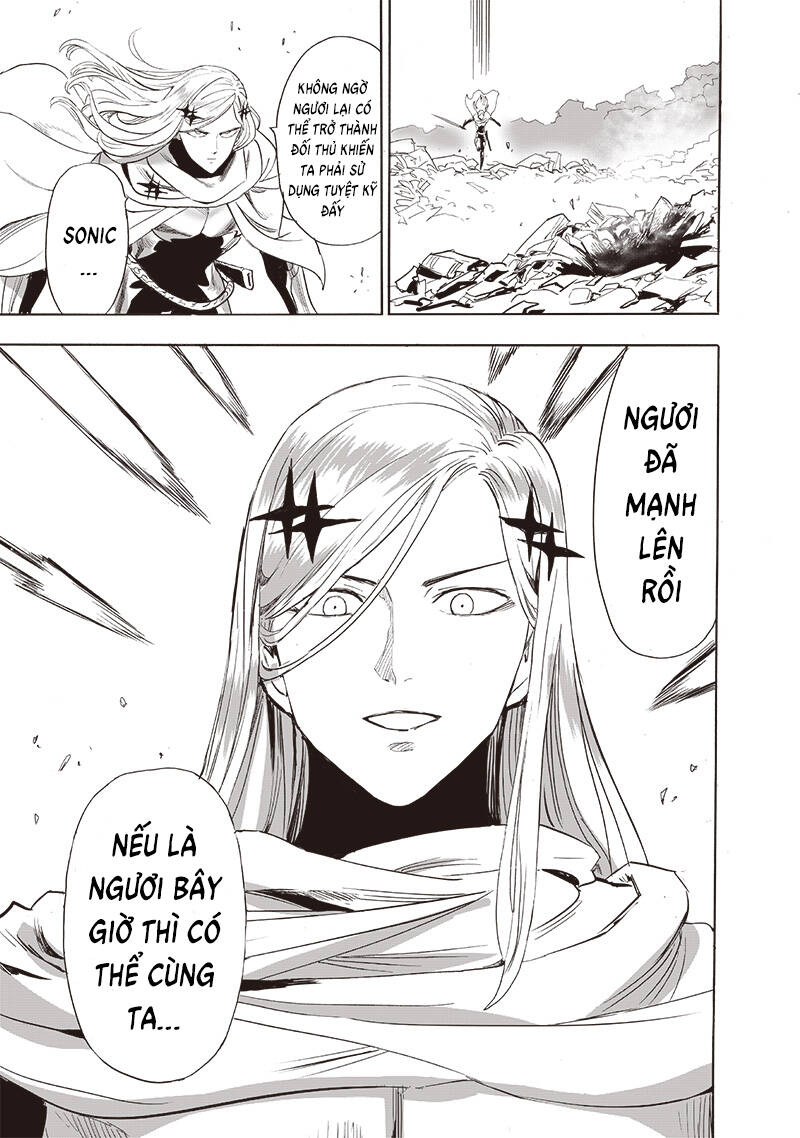 KHÔNG NGỜ
NGƯƠI LẠI CÓ
THỂ TRỞ THÀNH
ĐỐI THỦ KHIẾN
TA PHẢI SỬ
DỤNG TUYỆT KỸ
ĐẤY
SONIC
...
NGƯƠI
ĐÃ
MẠNH
LÊN
RỒI
NẾU LÀ
NGƯƠI BÂY
GIỜ THÌ CÓ
THỂ CÙNG
TA...